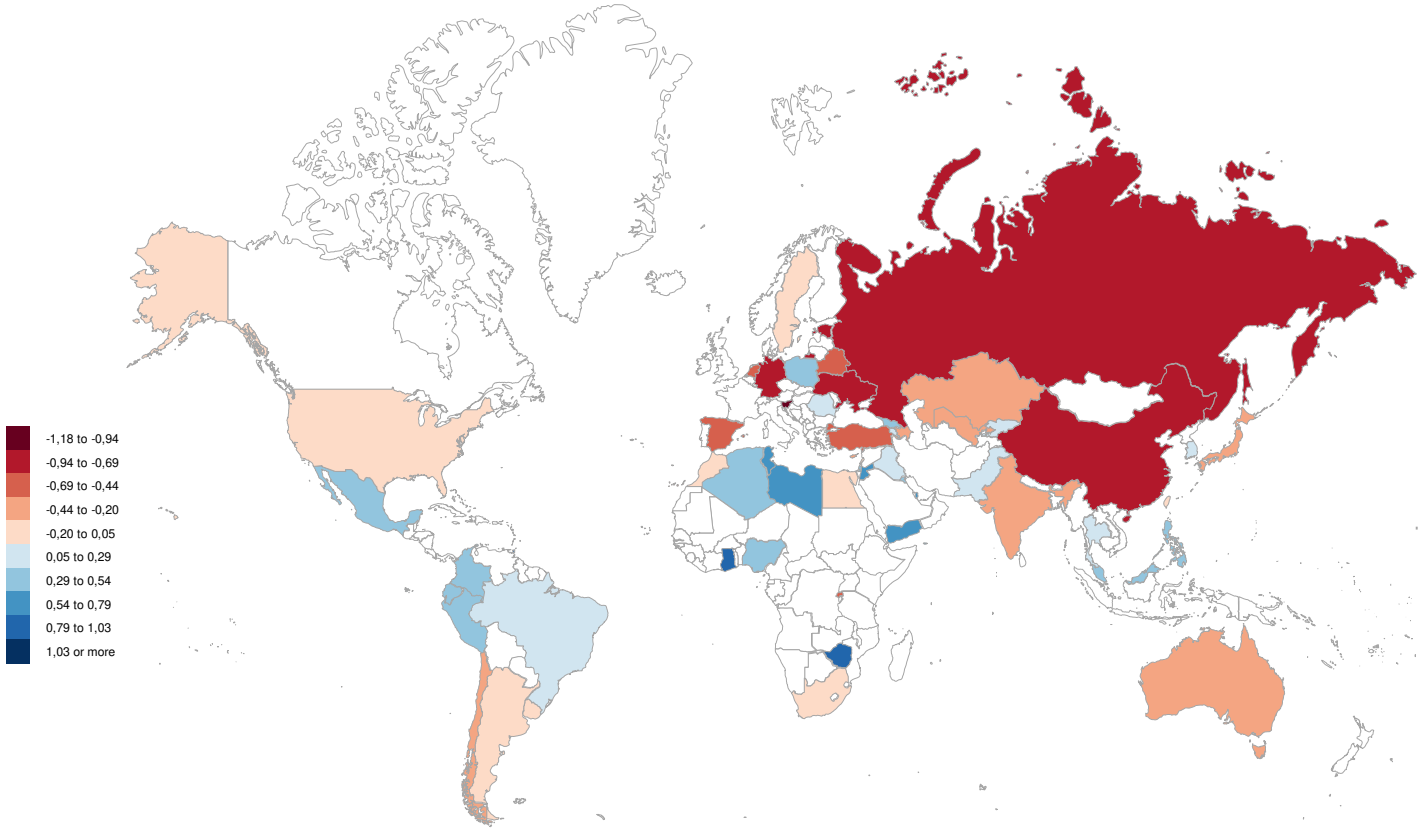 -1,18 to -0,94
-0,94 to -0,69
-0,69 to -0,44
-0,44 to -0,20
-0,20 to 0,05
0,05 to 0,29
0,29 to 0,54
0,54 to 0,79
0,79 to 1,03
1,03 or more